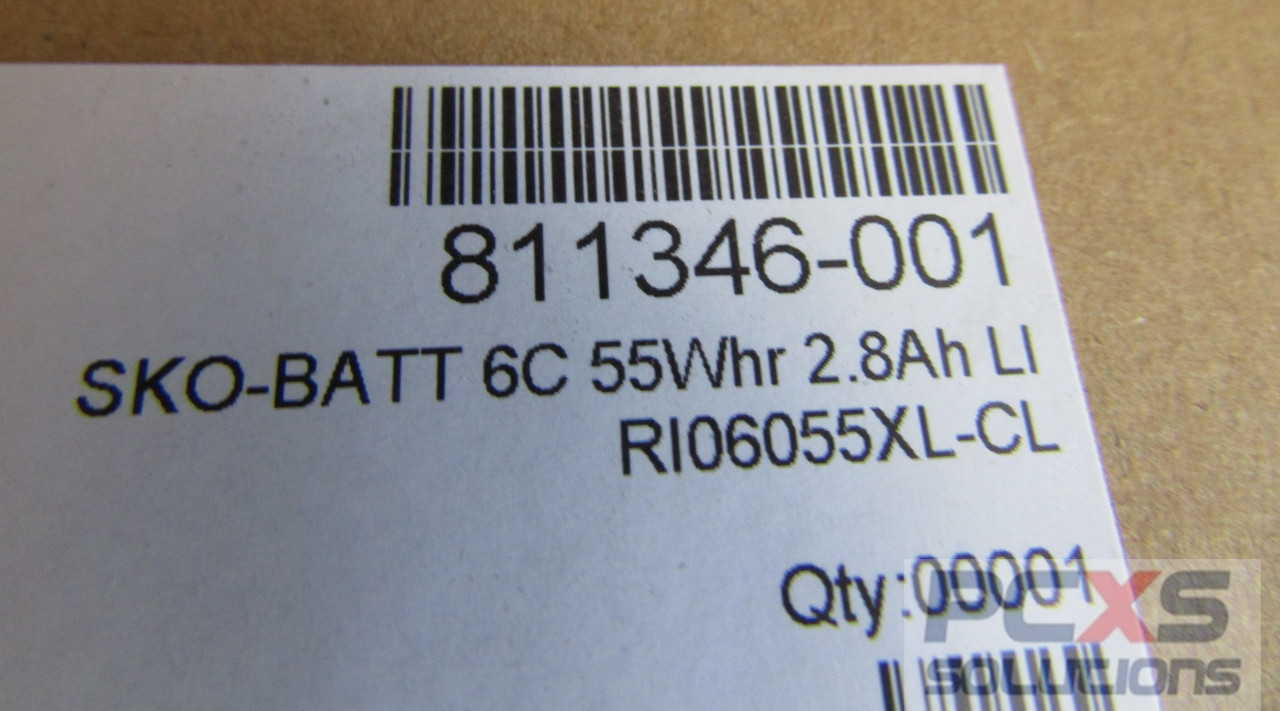 811346-001
SKO-BATT 6C 55Whr 2.8Ah LI
RI06055XL-CL
Qty:00001
PCXS
SOLUTIONS